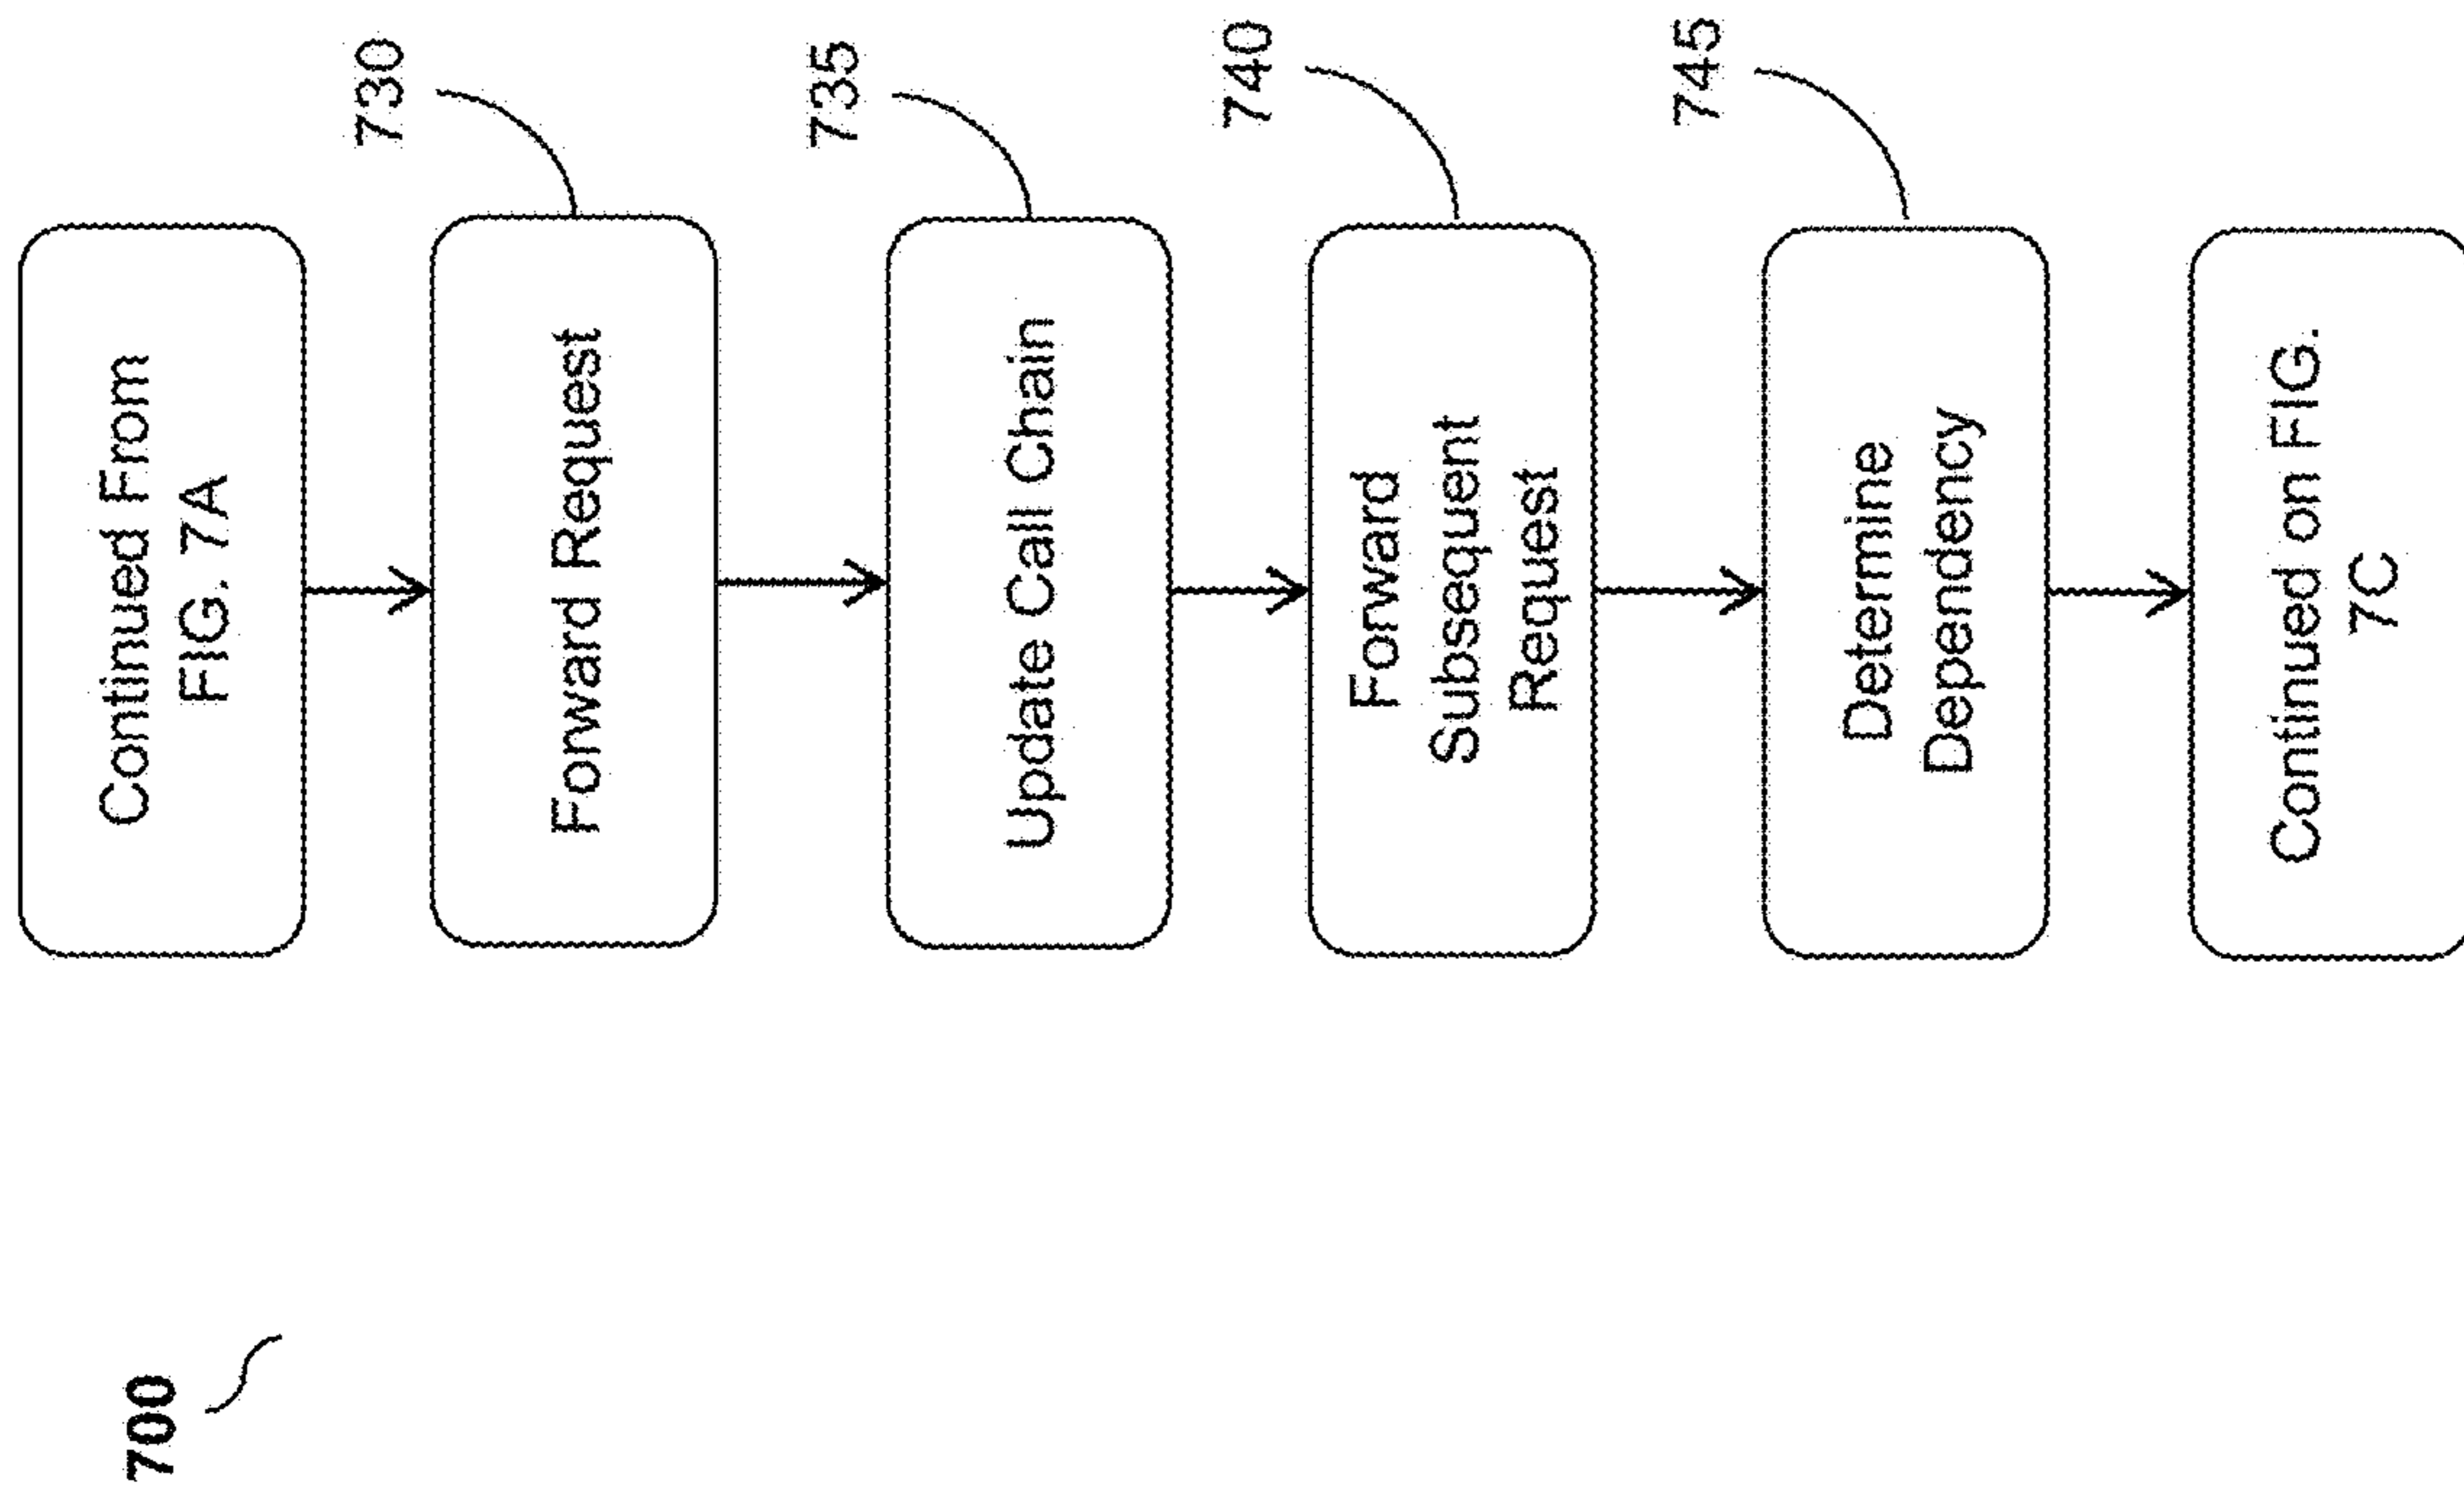 700
Continued From
FIG. 7A
730
Forward Request
735
Update Call Chain
740
Forward
Subsequent
Request
745
Determine
Dependency
Continued on FIG.
7C